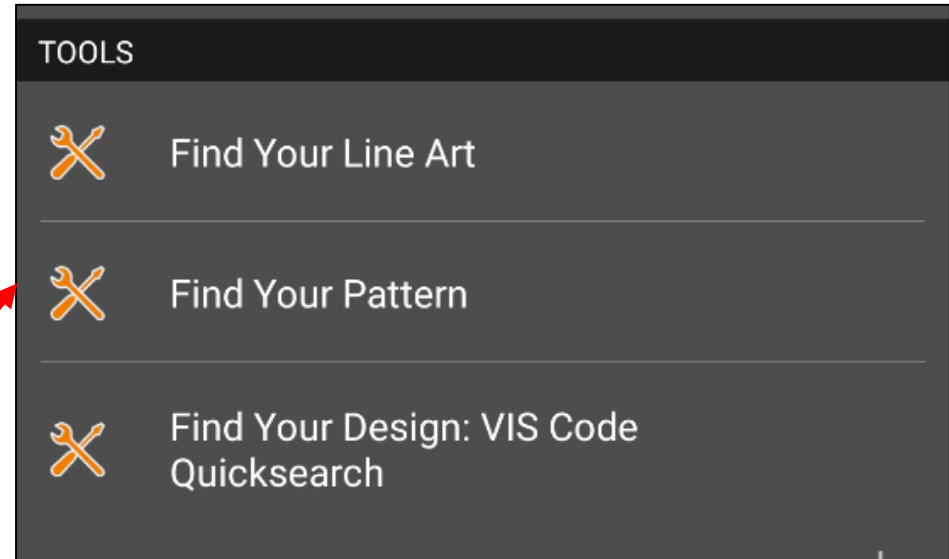 TOOLS
Find Your Line Art
Find Your Pattern
Find Your Design: VIS Code
Quicksearch